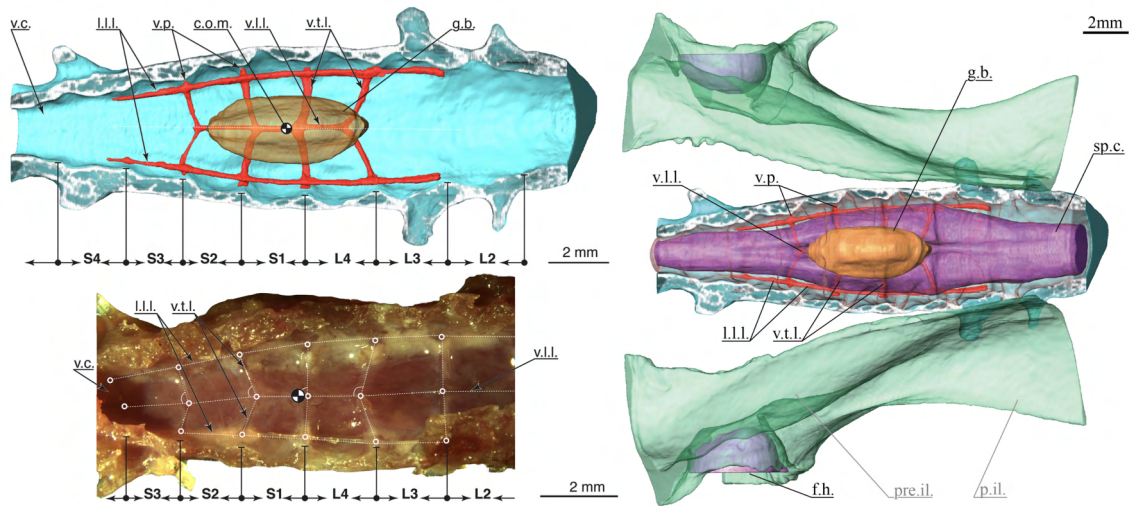 v.c. l.l.l. v.p. c.o.m. v.l.l. v.t.l. g.b.
S4 S3 S2 S1 L4 L3 L2 2 mm
l.l.l. v.t.l.
v.c. v.l.l.
S3 S2 S1 L4 L3 L2 2 mm
2mm
g.b.
sp.c.
v.l.l. v.p.
l.l.l. v.t.l.
f.h. pre.il. p.il.